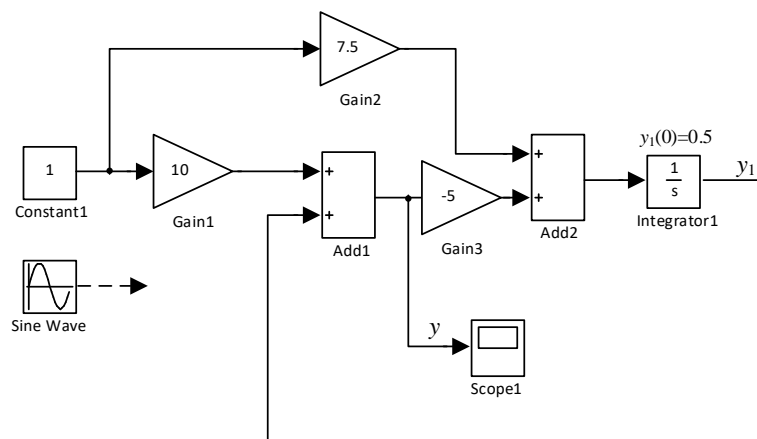 7.5
Gain2
1
Constant1
10
Gain1
+
+
Add1
-5
Gain3
+
+
Add2
y₁(0)=0.5
1
s
Integrator1
y₁
Sine Wave
y
Scope1